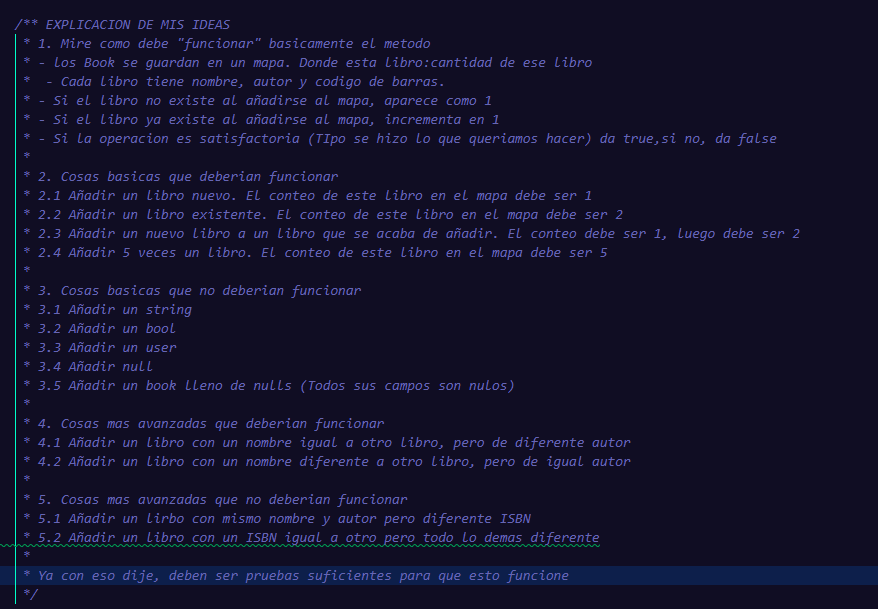 /** EXPLICACION DE MIS IDEAS
* 1. Mire como debe "funcionar" basicamente el metodo
* - los Book se guardan en un mapa. Donde esta libro:cantidad de ese libro
*  - Cada libro tiene nombre, autor y codigo de barras.
* - Si el libro no existe al añadirse al mapa, aparece como 1
* - Si el libro ya existe al añadirse al mapa, incrementa en 1
* - Si la operacion es satisfactoria (TIpo se hizo lo que queriamos hacer) da true,si no, da false
*
* 2. Cosas basicas que deberian funcionar
* 2.1 Añadir un libro nuevo. El conteo de este libro en el mapa debe ser 1
* 2.2 Añadir un libro existente. El conteo de este libro en el mapa debe ser 2
* 2.3 Añadir un nuevo libro a un libro que se acaba de añadir. El conteo debe ser 1, luego debe ser 2
* 2.4 Añadir 5 veces un libro. El conteo de este libro en el mapa debe ser 5
*
* 3. Cosas basicas que no deberian funcionar
* 3.1 Añadir un string
* 3.2 Añadir un bool
* 3.3 Añadir un user
* 3.4 Añadir null
* 3.5 Añadir un book lleno de nulls (Todos sus campos son nulos)
*
* 4. Cosas mas avanzadas que deberian funcionar
* 4.1 Añadir un libro con un nombre igual a otro libro, pero de diferente autor
* 4.2 Añadir un libro con un nombre diferente a otro libro, pero de igual autor
*
* 5. Cosas mas avanzadas que no deberian funcionar
* 5.1 Añadir un lirbo con mismo nombre y autor pero diferente ISBN
* 5.2 Añadir un libro con un ISBN igual a otro pero todo lo demas diferente
*
* Ya con eso dije, deben ser pruebas suficientes para que esto funcione
*/